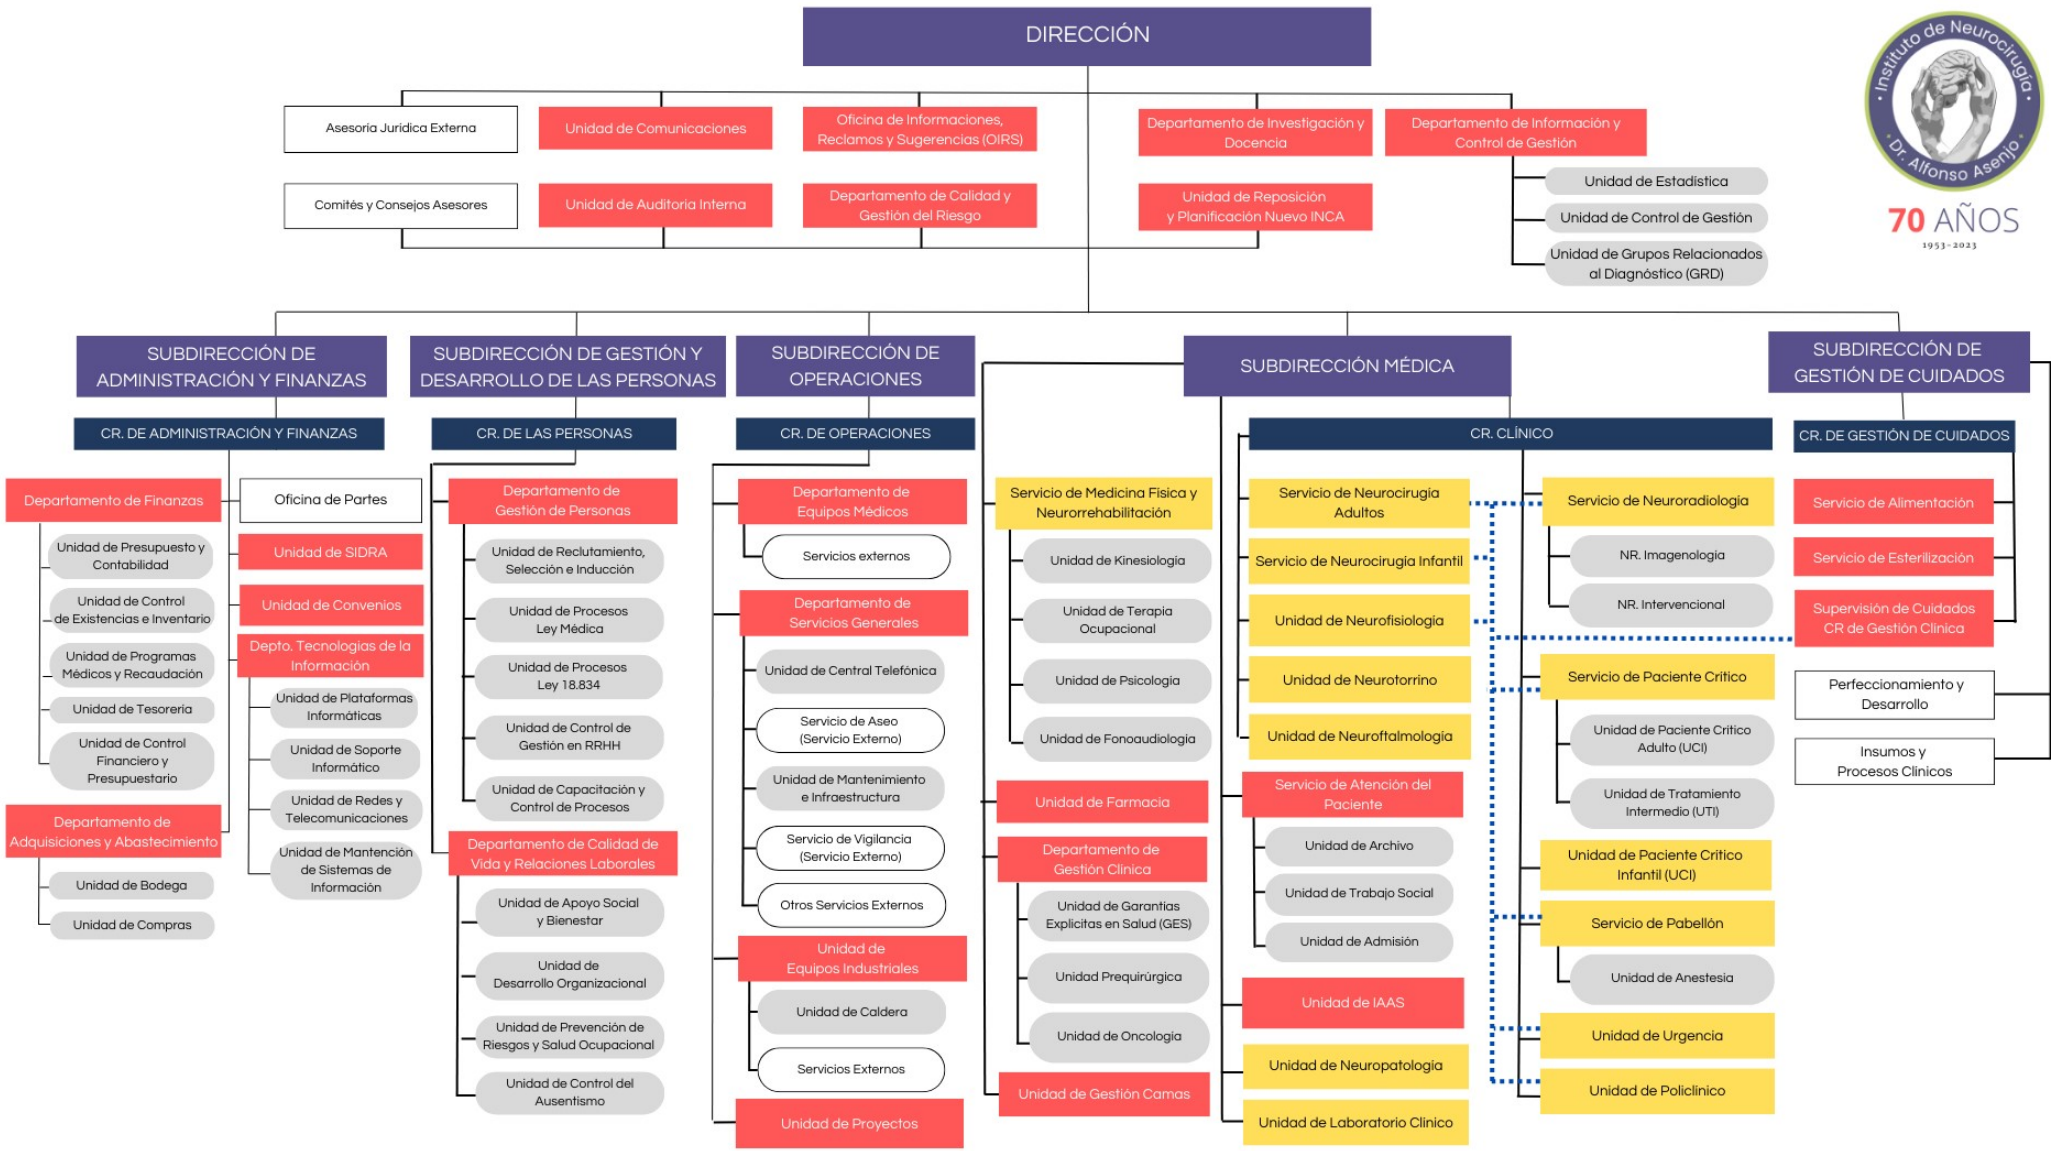 DIRECCIÓN
Instituto de Neurocirugía
Dr. Alfonso Asenjo
70 AÑOS
1953-2023
Asesoría Jurídica Externa
Unidad de Comunicaciones
Oficina de Informaciones,
Reclamos y Sugerencias (OIRS)
Departamento de Investigación y
Docencia
Departamento de Información y
Control de Gestión
Comités y Consejos Asesores
Unidad de Auditoría Interna
Departamento de Calidad y
Gestión del Riesgo
Unidad de Reposición
y Planificación Nuevo INCA
Unidad de Estadística
Unidad de Control de Gestión
Unidad de Grupos Relacionados
al Diagnóstico (GRD)
SUBDIRECCIÓN DE
ADMINISTRACIÓN Y FINANZAS
CR. DE ADMINISTRACIÓN Y FINANZAS
Departamento de Finanzas
Unidad de Presupuesto y
Contabilidad
Unidad de Control
de Existencias e Inventario
Unidad de Programas
Médicos y Recaudación
Unidad de Tesorería
Unidad de Control
Financiero y
Presupuestario
Departamento de
Adquisiciones y Abastecimiento
Unidad de Bodega
Unidad de Compras
Oficina de Partes
Unidad de SIDRA
Unidad de Convenios
Depto. Tecnologías de la
Información
Unidad de Plataformas
Informáticas
Unidad de Soporte
Informático
Unidad de Redes y
Telecomunicaciones
Unidad de Mantención
de Sistemas de
Información
SUBDIRECCIÓN DE GESTIÓN Y
DESARROLLO DE LAS PERSONAS
CR. DE LAS PERSONAS
Departamento de
Gestión de Personas
Unidad de Reclutamiento,
Selección e Inducción
Unidad de Procesos
Ley Médica
Unidad de Procesos
Ley 18.834
Unidad de Control de
Gestión en RRHH
Unidad de Capacitación y
Control de Procesos
Departamento de Calidad de
Vida y Relaciones Laborales
Unidad de Apoyo Social
y Bienestar
Unidad de
Desarrollo Organizacional
Unidad de Prevención de
Riesgos y Salud Ocupacional
Unidad de Control del
Ausentismo
SUBDIRECCIÓN DE
OPERACIONES
CR. DE OPERACIONES
Departamento de
Equipos Médicos
Servicios externos
Departamento de
Servicios Generales
Unidad de Central Telefónica
Servicio de Aseo
(Servicio Externo)
Unidad de Mantenimiento
e Infraestructura
Servicio de Vigilancia
(Servicio Externo)
Otros Servicios Externos
Unidad de
Equipos Industriales
Unidad de Caldera
Servicios Externos
Unidad de Proyectos
SUBDIRECCIÓN MÉDICA
Servicio de Medicina Física y
Neurorrehabilitación
Unidad de Kinesiología
Unidad de Terapia
Ocupacional
Unidad de Psicología
Unidad de Fonoaudiología
Unidad de Farmacia
Departamento de
Gestión Clínica
Unidad de Garantías
Explícitas en Salud (GES)
Unidad Prequirúrgica
Unidad de Oncología
Unidad de Gestión Camas
CR. CLÍNICO
Servicio de Neurocirugía
Adultos
Servicio de Neurocirugía Infantil
Unidad de Neurofisiología
Unidad de Neurotorrino
Unidad de Neuroftalmología
Servicio de Atención del
Paciente
Unidad de Archivo
Unidad de Trabajo Social
Unidad de Admisión
Unidad de IAAS
Unidad de Neuropatología
Unidad de Laboratorio Clínico
Servicio de Neuroradiología
NR. Imagenología
NR. Intervencional
Servicio de Paciente Crítico
Unidad de Paciente Crítico
Adulto (UCI)
Unidad de Tratamiento
Intermedio (UTI)
Unidad de Paciente Crítico
Infantil (UCI)
Servicio de Pabellón
Unidad de Anestesia
Unidad de Urgencia
Unidad de Policlínico
SUBDIRECCIÓN DE
GESTIÓN DE CUIDADOS
CR. DE GESTIÓN DE CUIDADOS
Servicio de Alimentación
Servicio de Esterilización
Supervisión de Cuidados
CR de Gestión Clínica
Perfeccionamiento y
Desarrollo
Insumos y
Procesos Clínicos